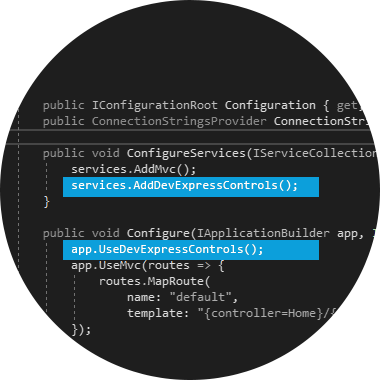 public IConfigurationRoot Configuration { get;
public ConnectionStringsProvider ConnectionStri
public void ConfigureServices(IServiceCollection
services.AddMvc();
services.AddDevExpressControls();
}
public void Configure(IApplicationBuilder app, I
app.UseDevExpressControls();
app.UseMvc(routes => {
routes.MapRoute(
name: "default",
template: "{controller=Home}/{
});